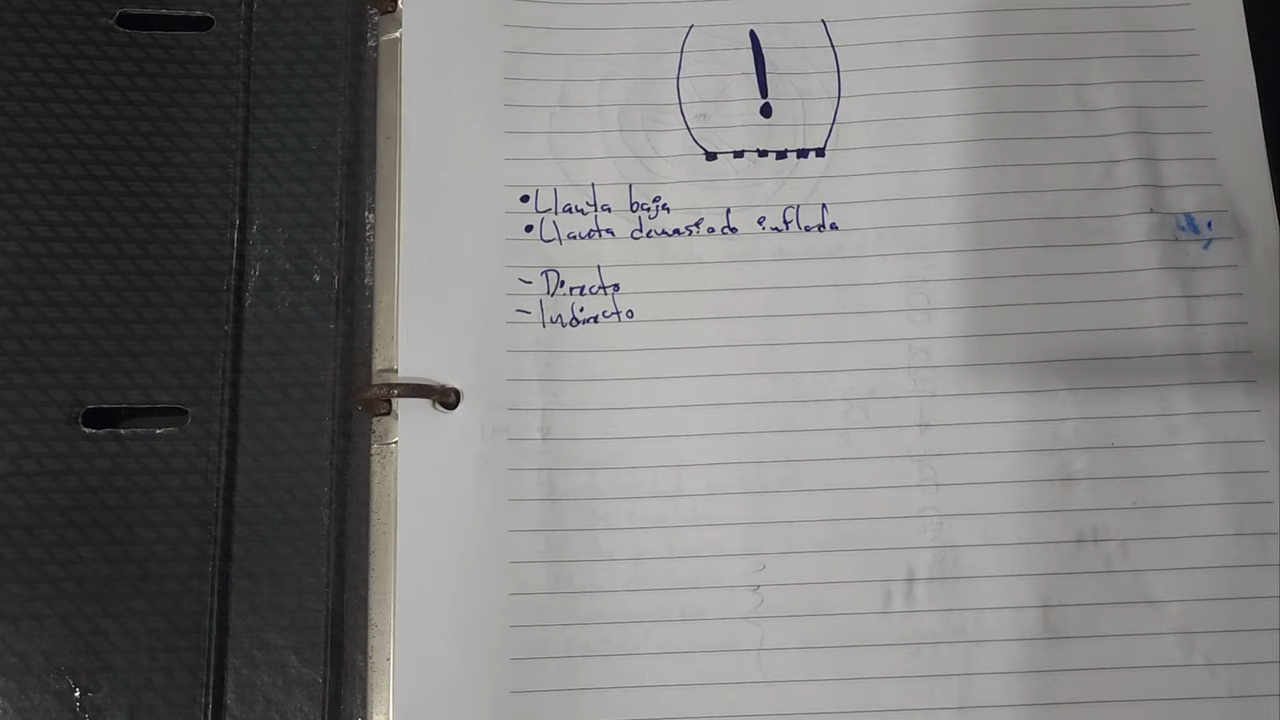 !
•Llanta baja
•Llanta demasiado inflada
- Directo
- Indirecto